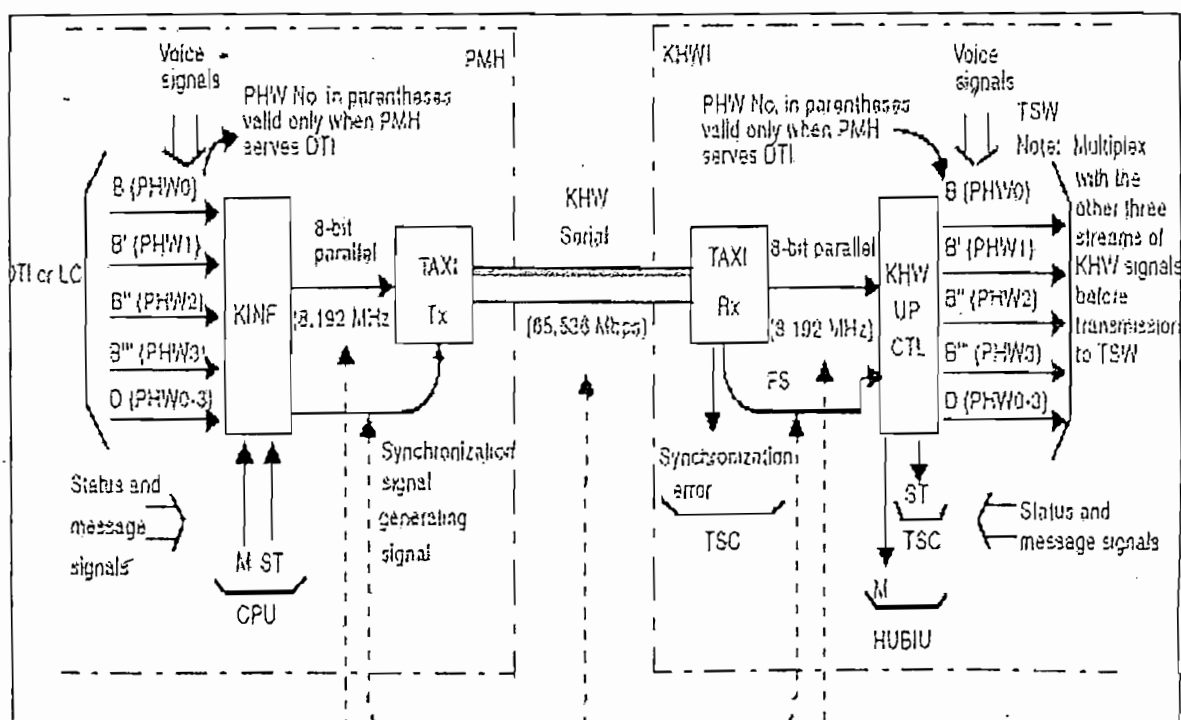 Voice
signals
PMH
PHW No. in parentheses
valid only when PMH
serves DTI
B (PHW0)
B' (PHW1)
B" (PHW2)
B"' (PHW3)
D (PHW0-3)
DTI or LC
KINF
8-bit
parallel
(8.192 MHz
TAXI
Tx
Synchronization
signal
generating
signal
Status and
message
signals
M ST
CPU
KHW
Serial
(65,536 Mbps)
KHWI
PHW No. in parentheses
valid only when PMH
serves DTI
Voice
signals
TSW
Note: Multiplex
with the
other three
streams of
KHW signals
before
transmission
to TSW
TAXI
Rx
8-bit parallel
(8 192 MHz)
FS
KHW
UP
CTL
B (PHW0)
B' (PHW1)
B" (PHW2)
B"' (PHW3)
D (PHW0-3)
Synchronization
error
TSC
ST
TSC
M
HUBIU
Status and
message signals